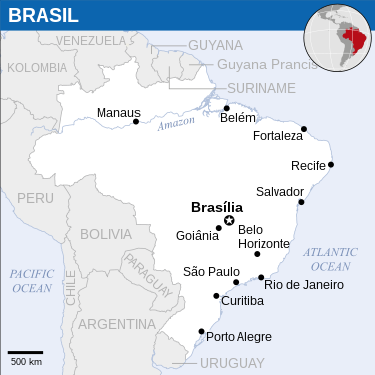 BRASIL
VENEZUELA
GUYANA
KOLOMBIA
Guyana Prancis
SURINAME
Manaus
Amazon
Belém
Fortaleza
Recife
PERU
Salvador
Brasília
BOLIVIA
Goiânia
Belo
Horizonte
ATLANTIC
OCEAN
PACIFIC
OCEAN
PARAGUAY
São Paulo
CHILE
Rio de Janeiro
Curitiba
ARGENTINA
Porto Alegre
500 km
URUGUAY